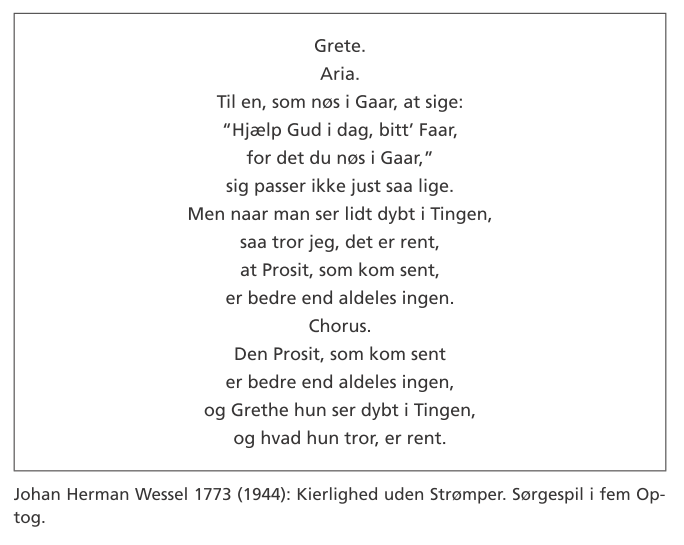 Grete.
Aria.
Til en, som nøs i Gaar, at sige:
“Hjælp Gud i dag, bitt’ Faar,
for det du nøs i Gaar,”
sig passer ikke just saa lige.
Men naar man ser lidt dybt i Tingen,
saa tror jeg, det er rent,
at Prosit, som kom sent,
er bedre end aldeles ingen.
Chorus.
Den Prosit, som kom sent
er bedre end aldeles ingen,
og Grethe hun ser dybt i Tingen,
og hvad hun tror, er rent.
Johan Herman Wessel 1773 (1944): Kierlighed uden Strømper. Sørgespil i fem Op-
tog.